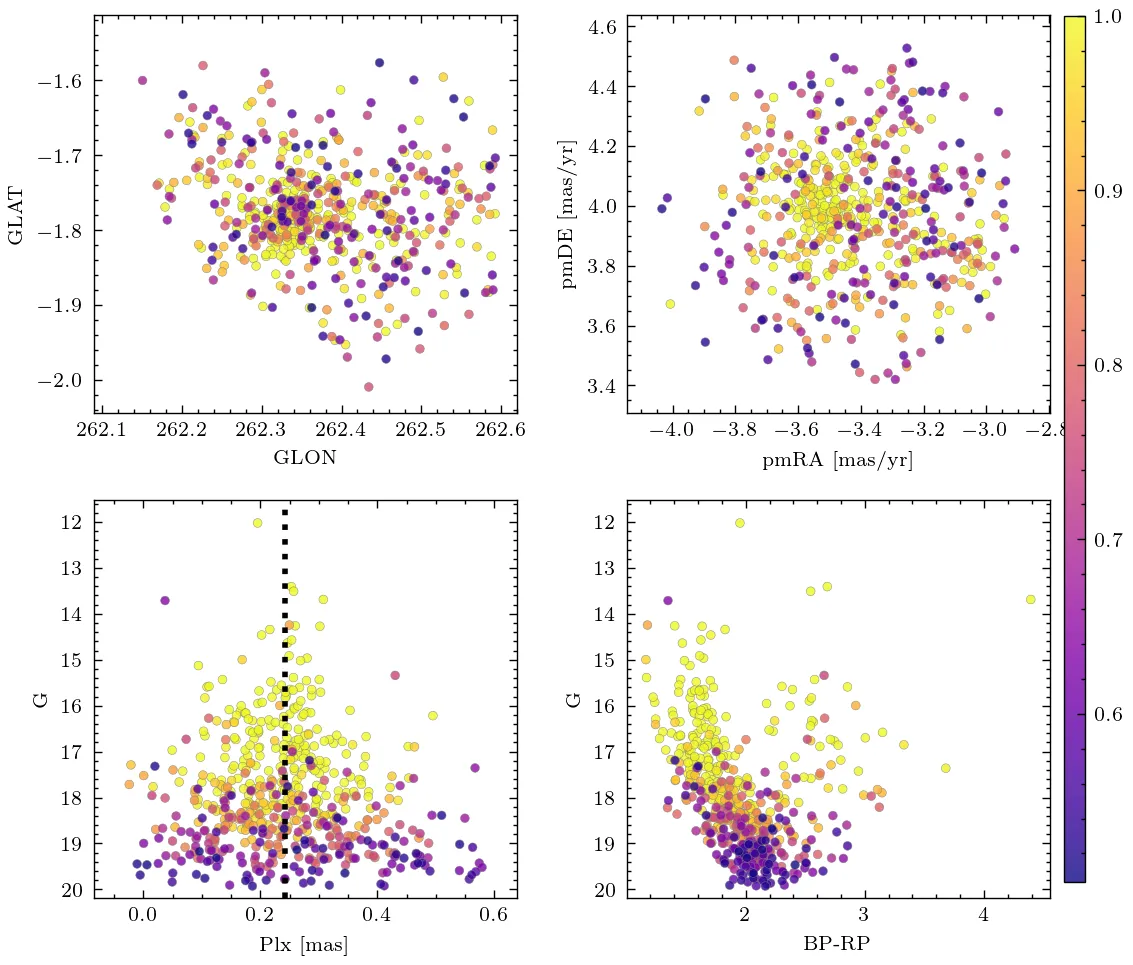 −1.6
−1.7
−1.8
−1.9
−2.0
GLAT
262.1 262.2 262.3 262.4 262.5 262.6
GLON
4.6
4.4
4.2
4.0
3.8
3.6
3.4
pmDE [mas/yr]
−4.0 −3.8 −3.6 −3.4 −3.2 −3.0 −2.8
pmRA [mas/yr]
1.0
0.9
0.8
0.7
0.6
12
13
14
15
16
17
18
19
20
G
0.0 0.2 0.4 0.6
Plx [mas]
12
13
14
15
16
17
18
19
20
G
2 3 4
BP-RP